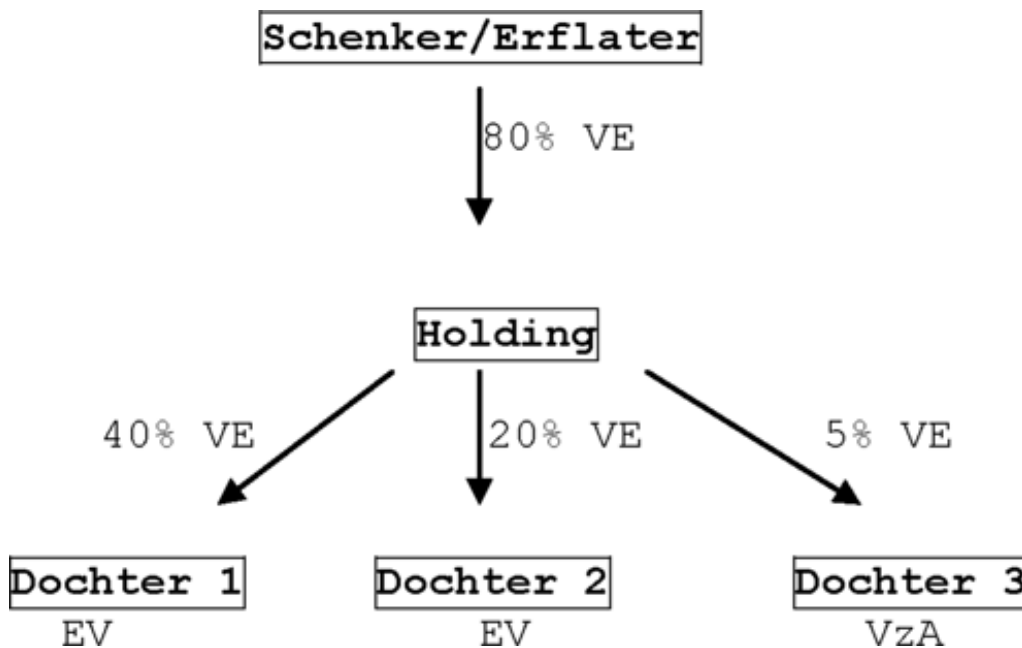 Schenker/Erflater
80% VE
Holding
40% VE
20% VE
5% VE
Dochter 1
Dochter 2
Dochter 3
EV
EV
VzA